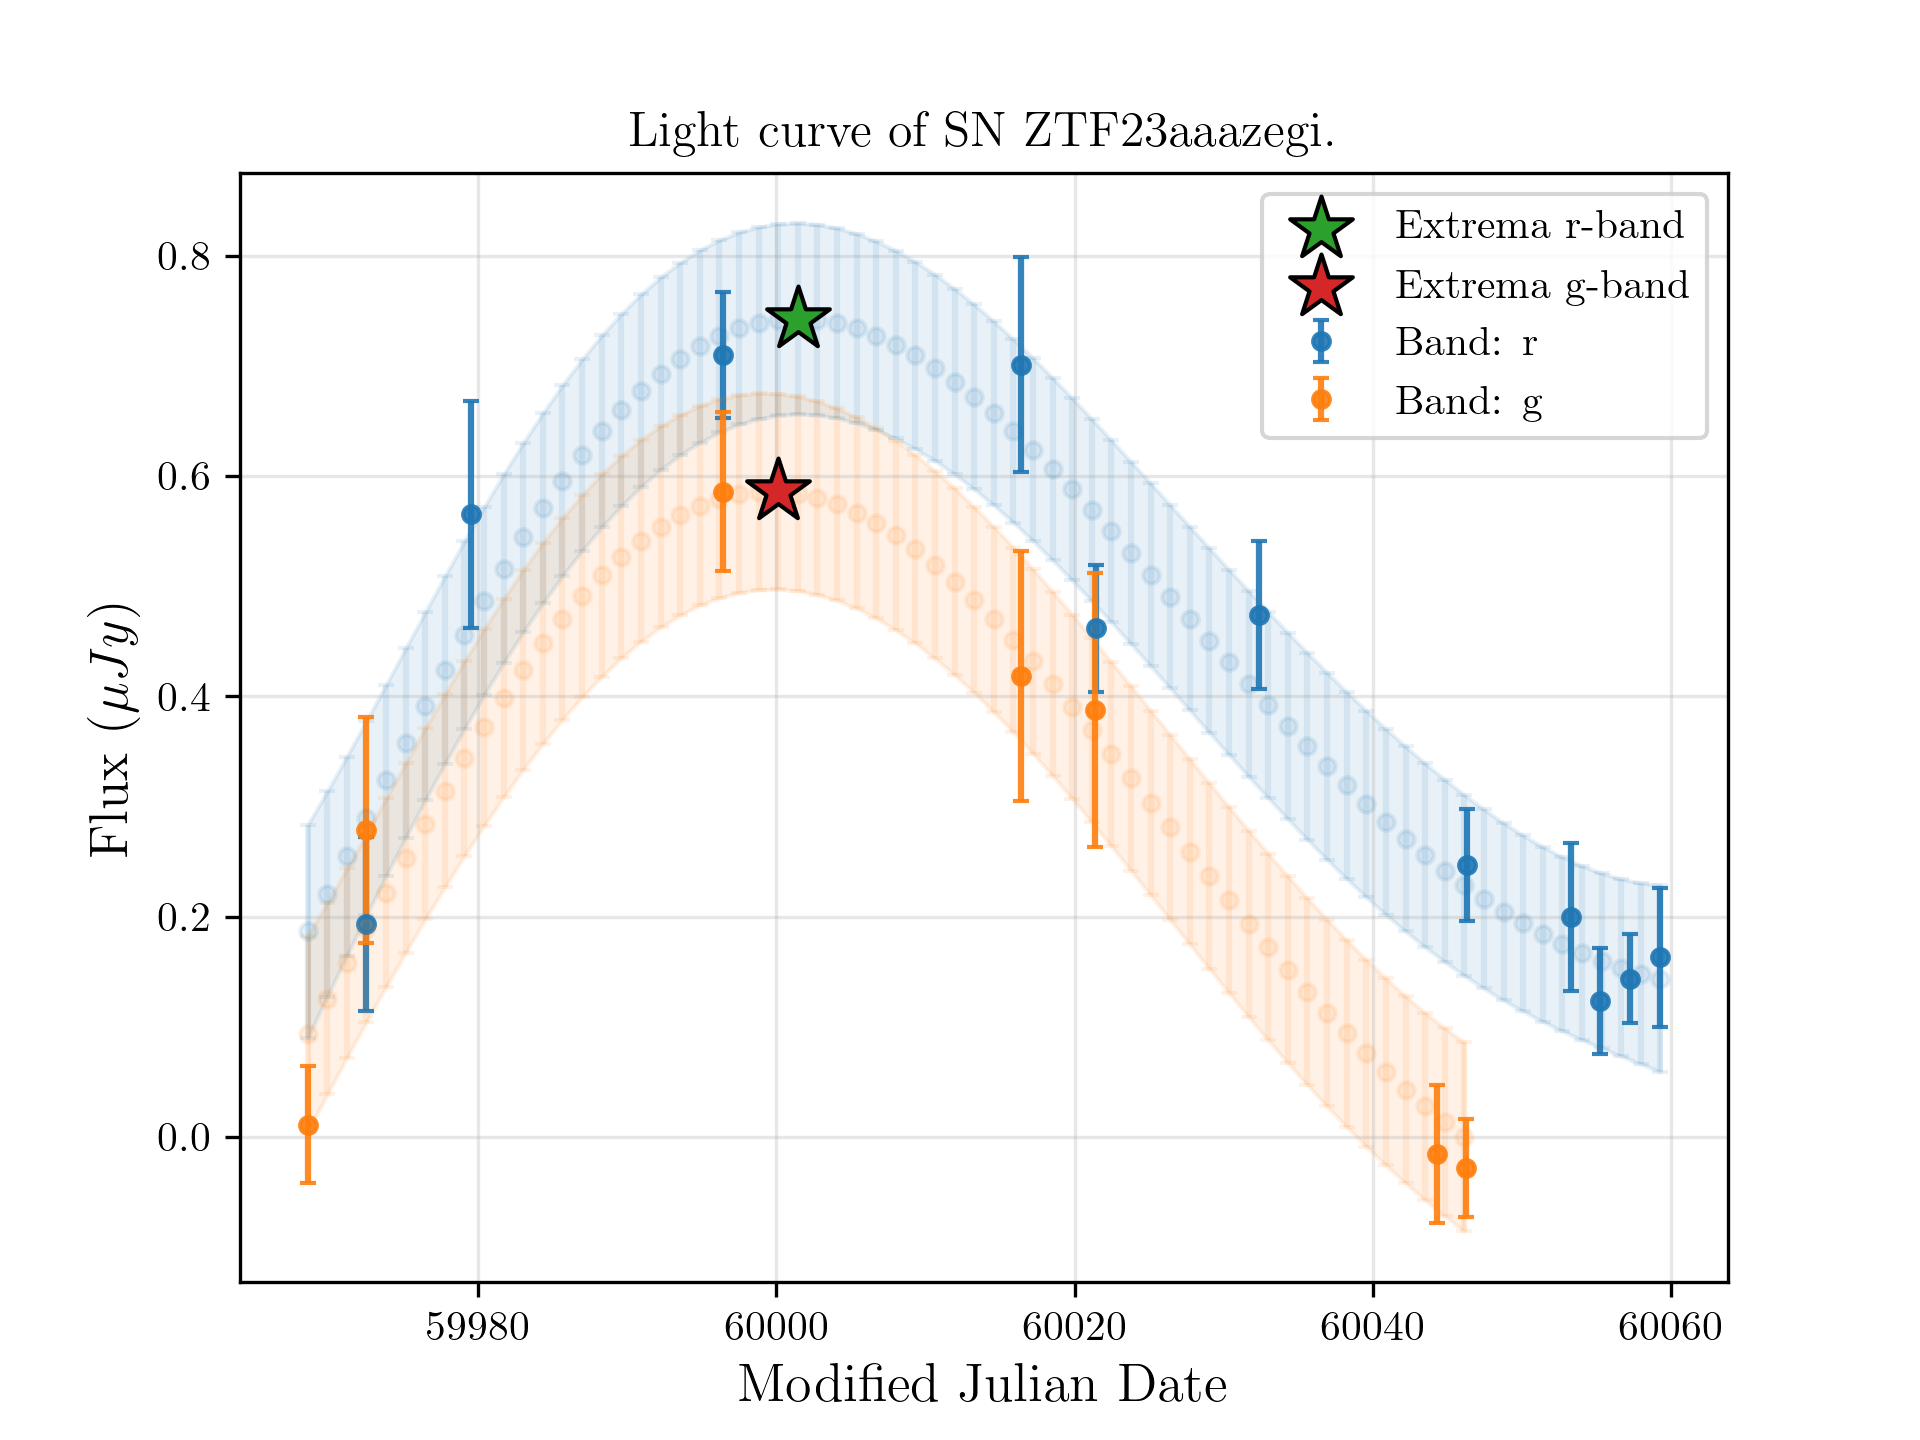 Light curve of SN ZTF23aaazegi.
Extrema r-band
Extrema g-band
Band: r
Band: g
Flux (μJy)
0.8
0.6
0.4
0.2
0.0
59980 60000 60020 60040 60060
Modified Julian Date